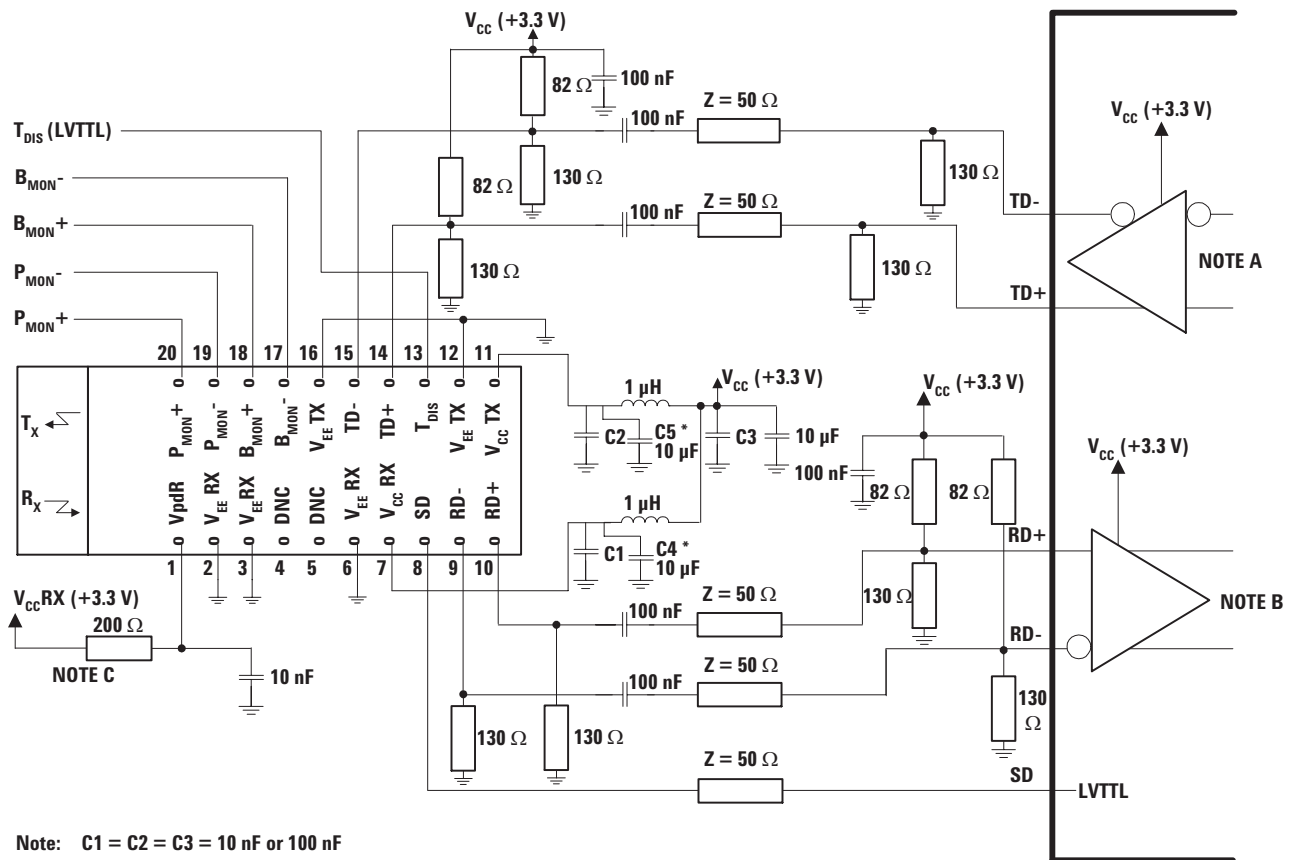 V_CC (+3.3 V)
82 Ω
100 nF
T_DIS (LVTTL)
B_MON-
B_MON+
P_MON-
P_MON+
82 Ω
130 Ω
130 Ω
100 nF
Z = 50 Ω
100 nF
Z = 50 Ω
130 Ω
130 Ω
TD-
TD+
V_CC (+3.3 V)
NOTE A
20 19 18 17 16 15 14 13 12 11
T_X
R_X
P_MON+
P_MON-
B_MON+
B_MON-
V_EE TX
TD-
TD+
T_DIS
V_EE TX
V_CC TX
VpdR
V_EE RX
V_EE RX
DNC
DNC
V_EE RX
V_CC RX
SD
RD-
RD+
1 2 3 4 5 6 7 8 9 10
1 µH
V_CC (+3.3 V)
C2
C5 *
10 µF
C3
10 µF
1 µH
C1
C4 *
10 µF
V_CC (+3.3 V)
100 nF
82 Ω
82 Ω
130 Ω
130
Ω
RD+
RD-
V_CC (+3.3 V)
NOTE B
V_CC RX (+3.3 V)
200 Ω
NOTE C
10 nF
100 nF
Z = 50 Ω
100 nF
Z = 50 Ω
130 Ω
130 Ω
Z = 50 Ω
SD
LVTTL
Note: C1 = C2 = C3 = 10 nF or 100 nF